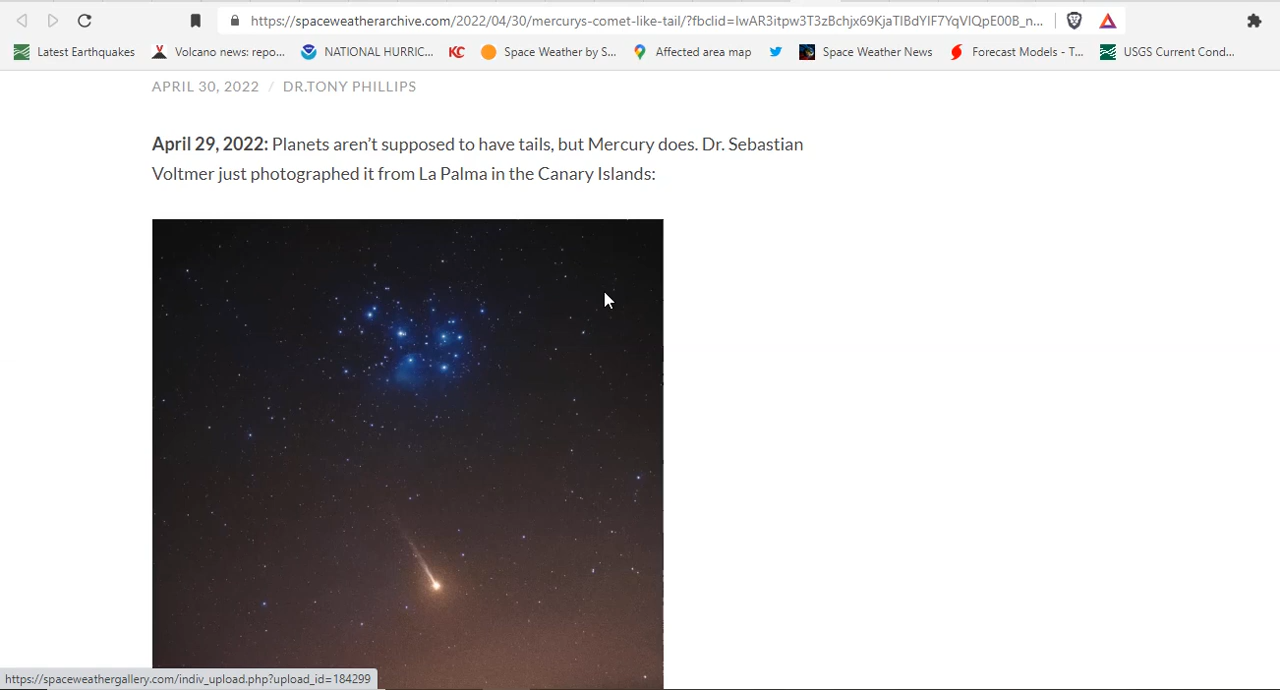 https://spaceweatherarchive.com/2022/04/30/mercurys-comet-like-tail/?fbclid=IwAR3itpw3T3zBchjx69KjaTIBdYIF7YqVIQpE00B_n...
Latest Earthquakes Volcano news: repo... NATIONAL HURRIC... KC Space Weather by S... Affected area map Space Weather News Forecast Models - T... USGS Current Cond...
APRIL 30, 2022 / DR.TONY PHILLIPS
April 29, 2022: Planets aren’t supposed to have tails, but Mercury does. Dr. Sebastian
Voltmer just photographed it from La Palma in the Canary Islands:
https://spaceweathergallery.com/indiv_upload.php?upload_id=184299